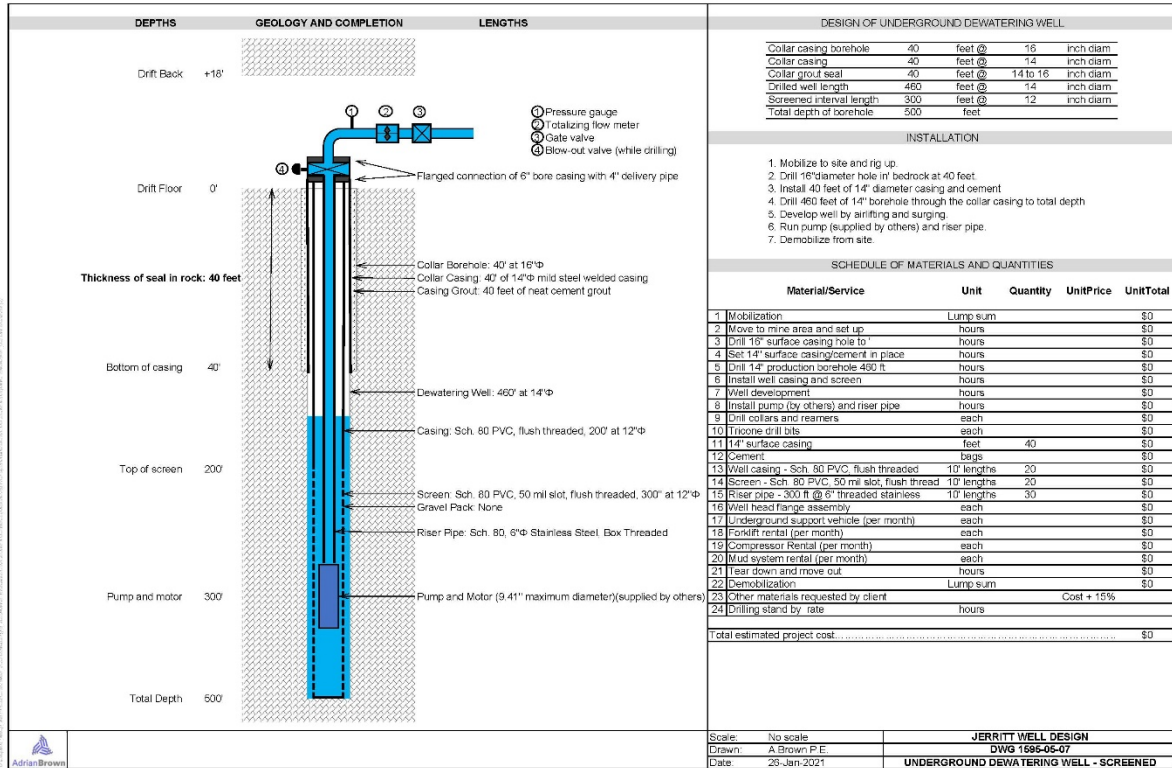 DEPTHS GEOLOGY AND COMPLETION LENGTHS
Drift Back +18'
1 Pressure gauge
2 Totalizing flow meter
3 Gate valve
4 Blow-out valve (while drilling)
1 2 3
4
Flanged connection of 6" bore casing with 4" delivery pipe
Drift Floor 0'
Thickness of seal in rock: 40 feet
Collar Borehole: 40' at 16"Φ
Collar Casing: 40' of 14"Φ mild steel welded casing
Casing Grout: 40 feet of neat cement grout
Bottom of casing 40'
Dewatering Well: 460' at 14"Φ
Casing: Sch. 80 PVC, flush threaded, 200' at 12"Φ
Top of screen 200'
Screen: Sch. 80 PVC, 50 mil slot, flush threaded, 300" at 12"Φ
Gravel Pack: None
Riser Pipe: Sch. 80, 6"Φ Stainless Steel. Box Threaded
Pump and motor 300'
Pump and Motor (9.41" maximum diameter)(supplied by others)
Total Depth 500'
AdrianBrown
DESIGN OF UNDERGROUND DEWATERING WELL
Collar casing borehole 40 feet @ 16 inch diam
Collar casing 40 feet @ 14 inch diam
Collar grout seal 40 feet @ 14 to 16 inch diam
Drilled well length 460 feet @ 14 inch diam
Screened interval length 300 feet @ 12 inch diam
Total depth of borehole 500 feet
INSTALLATION
1. Mobilize to site and rig up.
2. Drill 16"diameter hole in' bedrock at 40 feet.
3. Install 40 feet of 14" diameter casing and cement
4. Drill 460 feet of 14" borehole through the collar casing to total depth
5. Develop well by airlifting and surging.
6. Run pump (supplied by others) and riser pipe.
7. Demobilize from site.
SCHEDULE OF MATERIALS AND QUANTITIES
Material/Service Unit Quantity UnitPrice UnitTotal
1 Mobilization Lump sum $0
2 Move to mine area and set up hours $0
3 Drill 16" surface casing hole to ' hours $0
4 Set 14" surface casing/cement in place hours $0
5 Drill 14" production borehole 460 ft hours $0
6 Install well casing and screen hours $0
7 Well development hours $0
8 Install pump (by others) and riser pipe hours $0
9 Drill collars and reamers each $0
10 Tricone drill bits each $0
11 14" surface casing feet 40 $0
12 Cement bags $0
13 Well casing - Sch. 80 PVC, flush threaded 10' lengths 20 $0
14 Screen - Sch. 80 PVC, 50 mil slot, flush thread 10' lengths 20 $0
15 Riser pipe - 300 ft @ 6" threaded stainless 10' lengths 30 $0
16 Well head flange assembly each $0
17 Underground support vehicle (per month) each $0
18 Forklift rental (per month) each $0
19 Compressor Rental (per month) each $0
20 Mud system rental (per month) each $0
21 Tear down and move out hours $0
22 Demobilization Lump sum $0
23 Other materials requested by client Cost + 15%
24 Drilling stand by rate hours
Total estimated project cost........ $0
Scale: No scale JERRITT WELL DESIGN
Drawn: A Brown P.E. DWG 1595-05-07
Date: 26-Jan-2021 UNDERGROUND DEWATERING WELL - SCREENED